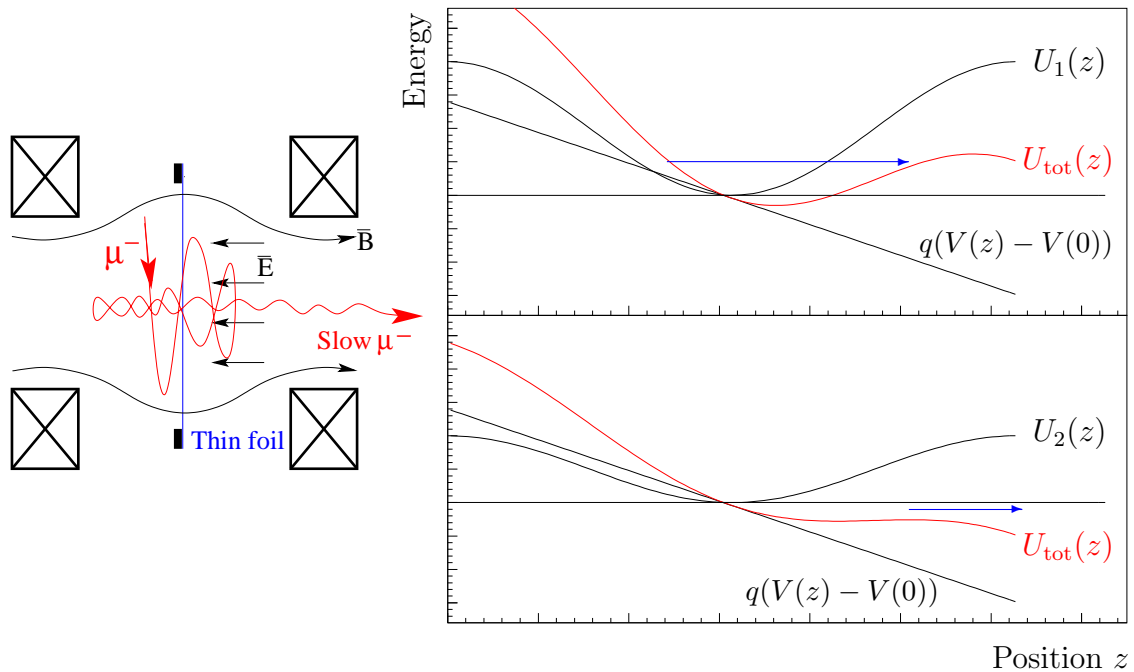 μ−
B̅
E̅
Slow μ−
Thin foil
Energy
U₁(z)
Uₜₒₜ(z)
q(V(z) − V(0))
U₂(z)
Uₜₒₜ(z)
q(V(z) − V(0))
Position z